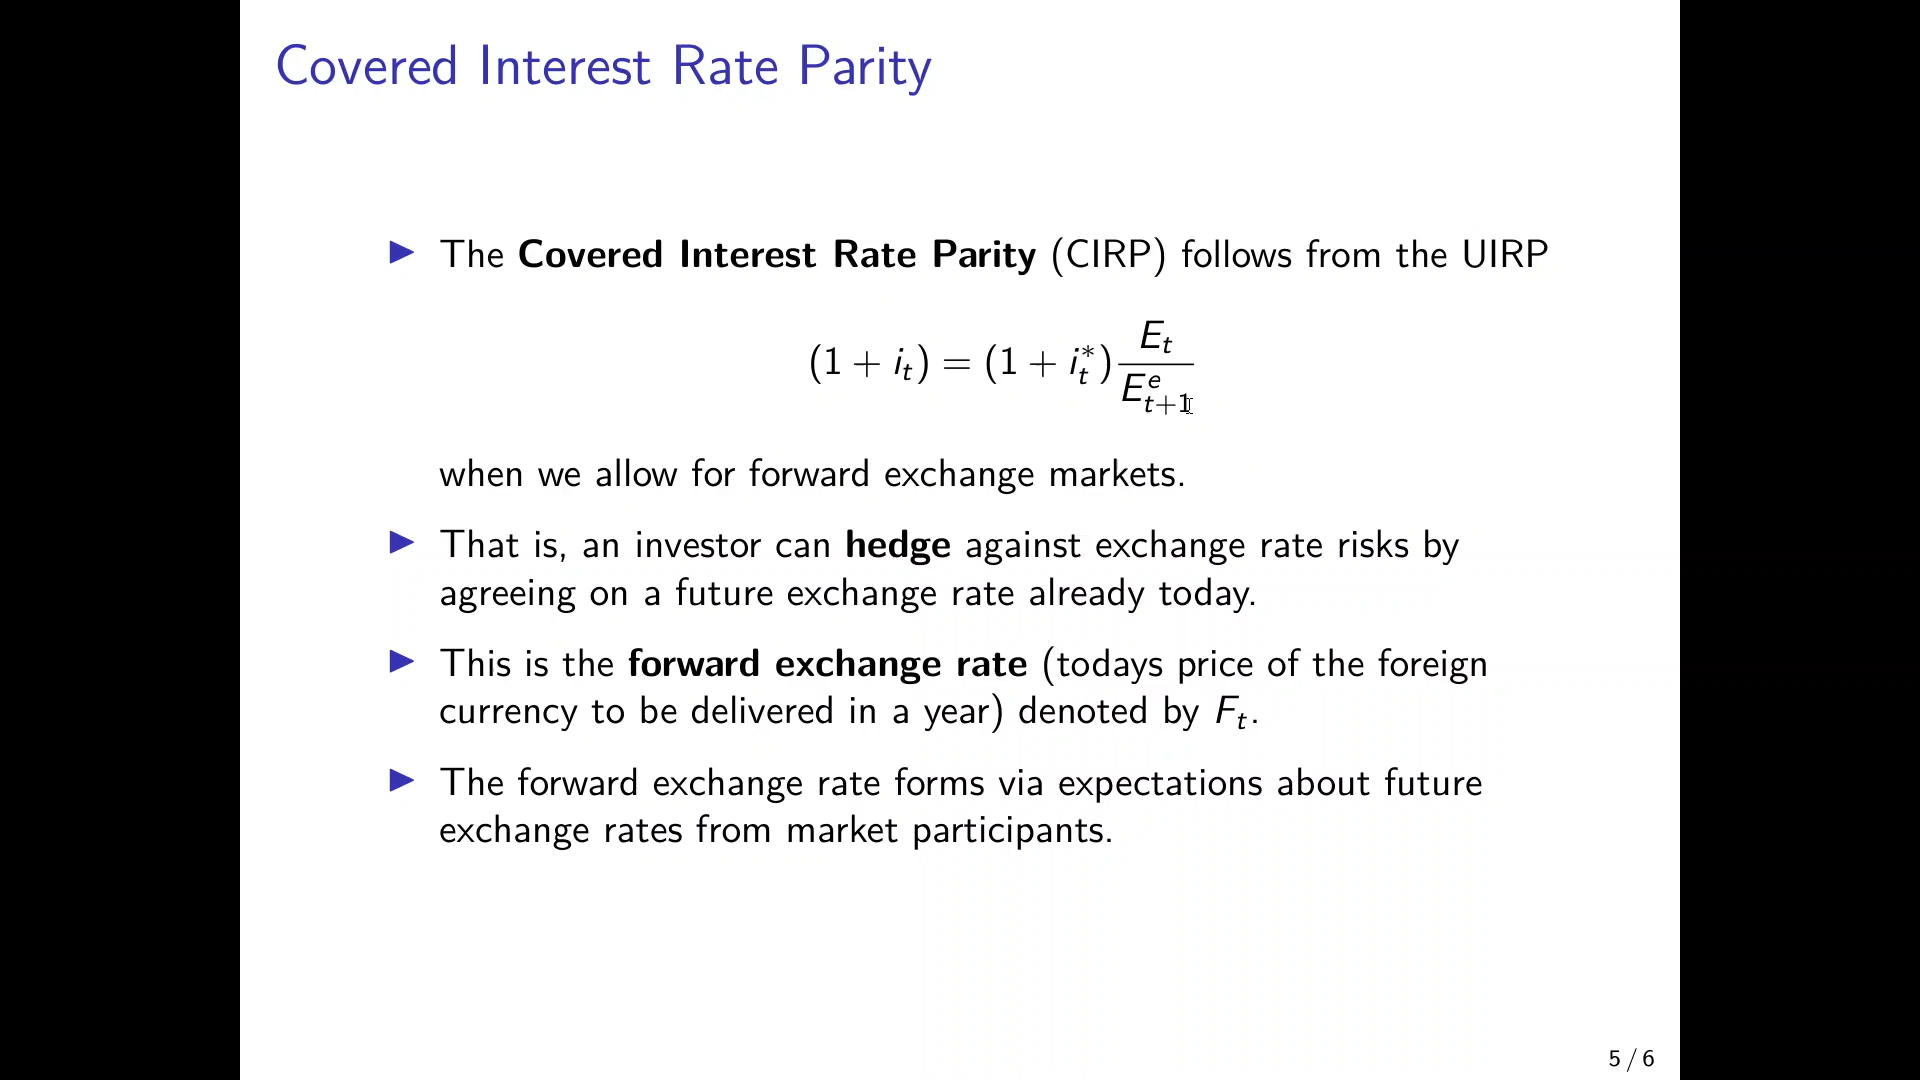 Covered Interest Rate Parity
▶ The Covered Interest Rate Parity (CIRP) follows from the UIRP
(1 + i_t) = (1 + i_t^*) \frac{E_t}{E_{t+1}^e}
when we allow for forward exchange markets.
▶ That is, an investor can hedge against exchange rate risks by
agreeing on a future exchange rate already today.
▶ This is the forward exchange rate (todays price of the foreign
currency to be delivered in a year) denoted by F_t.
▶ The forward exchange rate forms via expectations about future
exchange rates from market participants.
5 / 6